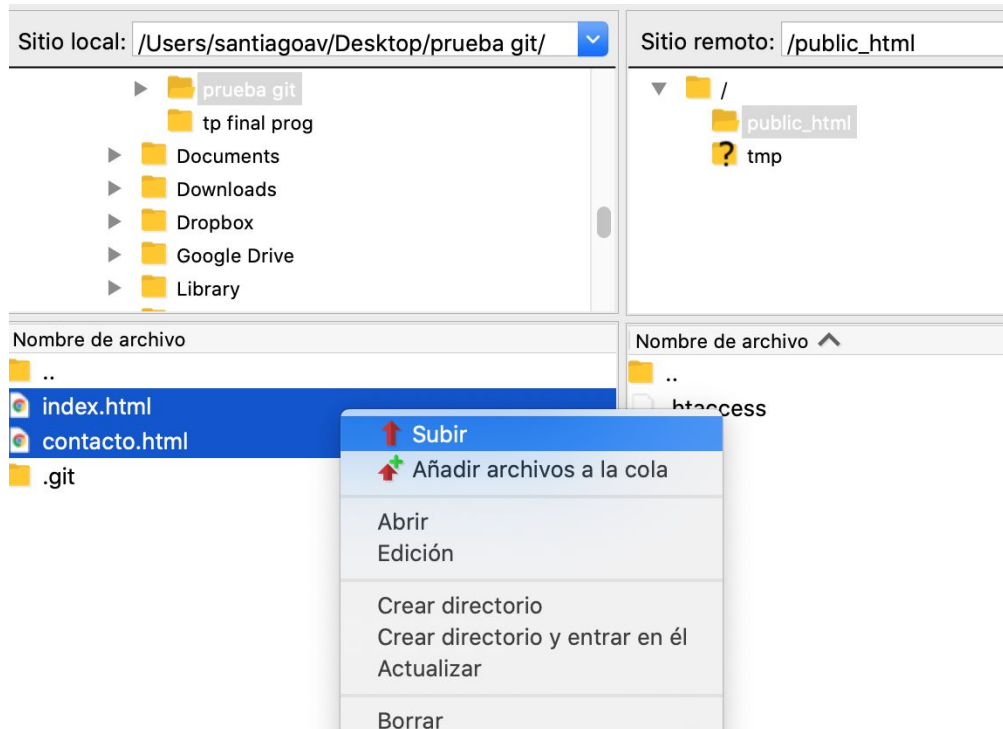 Sitio local: /Users/santiagoav/Desktop/prueba git/
prueba git
tp final prog
Documents
Downloads
Dropbox
Google Drive
Library
Sitio remoto: /public_html
/
public_html
? tmp
Nombre de archivo
..
index.html
contacto.html
.git
Nombre de archivo
..
.htaccess
Subir
Añadir archivos a la cola
Abrir
Edición
Crear directorio
Crear directorio y entrar en él
Actualizar
Borrar